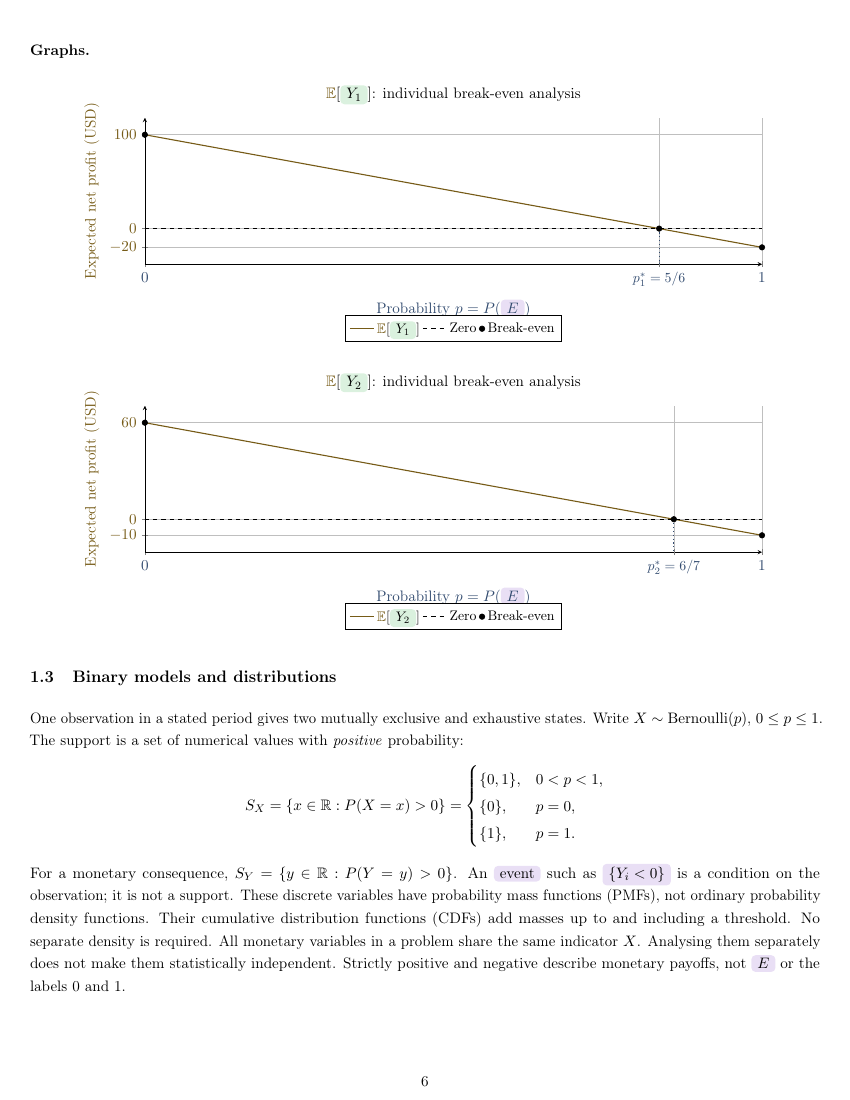 Graphs.
𝔼[ Y₁ ]: individual break-even analysis
Expected net profit (USD)
100
0
−20
0
p₁* = 5/6
1
Probability p = P( E )
𝔼[ Y₁ ] Zero Break-even
𝔼[ Y₂ ]: individual break-even analysis
Expected net profit (USD)
60
0
−10
0
p₂* = 6/7
1
Probability p = P( E )
𝔼[ Y₂ ] Zero Break-even
1.3 Binary models and distributions
One observation in a stated period gives two mutually exclusive and exhaustive states. Write X ∼ Bernoulli(p), 0 ≤ p ≤ 1.
The support is a set of numerical values with positive probability:
{0, 1}, 0 < p < 1,
S_X = {x ∈ ℝ : P(X = x) > 0} = { {0}, p = 0,
{1}, p = 1.
For a monetary consequence, S_Y = {y ∈ ℝ : P(Y = y) > 0}. An event such as {Yᵢ < 0} is a condition on the
observation; it is not a support. These discrete variables have probability mass functions (PMFs), not ordinary probability
density functions. Their cumulative distribution functions (CDFs) add masses up to and including a threshold. No
separate density is required. All monetary variables in a problem share the same indicator X. Analysing them separately
does not make them statistically independent. Strictly positive and negative describe monetary payoffs, not E or the
labels 0 and 1.
6